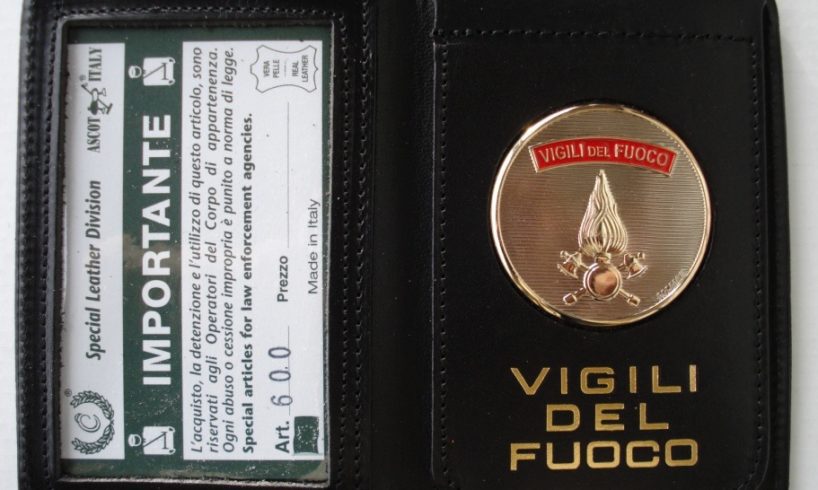 ASCOT ITALY
Special Leather Division
IMPORTANTE
L'acquisto, la detenzione e l'utilizzo di questo articolo, sono
riservati agli Operatori del Corpo di appartenenza.
Ogni abuso o cessione impropria è punito a norma di legge.
Special articles for law enforcement agencies.
VERA
PELLE
REAL
LEATHER
Art. 600 Prezzo
Made in Italy
VIGILI DEL FUOCO
VIGILI
DEL
FUOCO